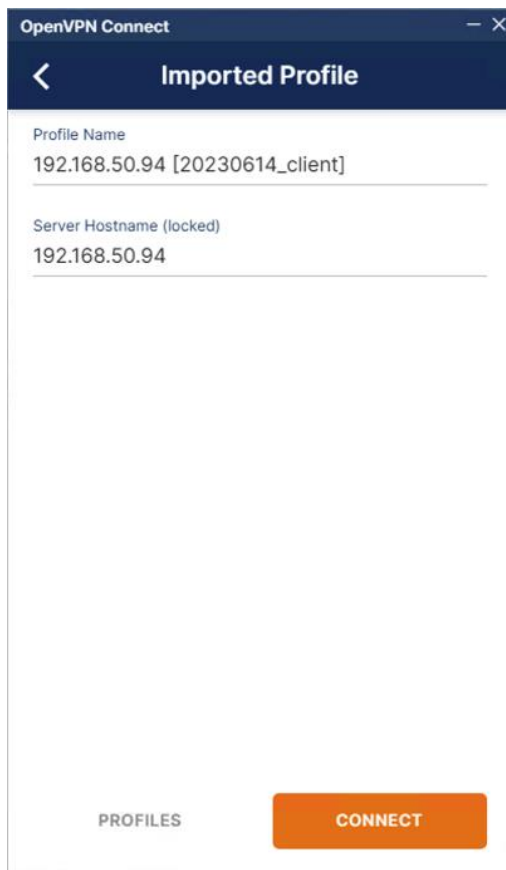 OpenVPN Connect
Imported Profile
Profile Name
192.168.50.94 [20230614_client]
Server Hostname (locked)
192.168.50.94
PROFILES
CONNECT